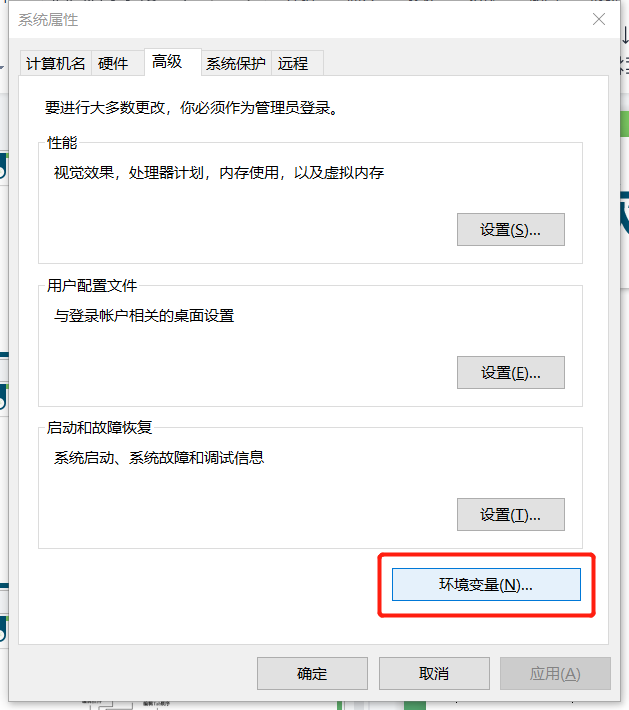 系统属性
计算机名 硬件 高级 系统保护 远程
要进行大多数更改，你必须作为管理员登录。
性能
视觉效果，处理器计划，内存使用，以及虚拟内存
设置(S)...
用户配置文件
与登录帐户相关的桌面设置
设置(E)...
启动和故障恢复
系统启动、系统故障和调试信息
设置(T)...
环境变量(N)...
确定 取消 应用(A)